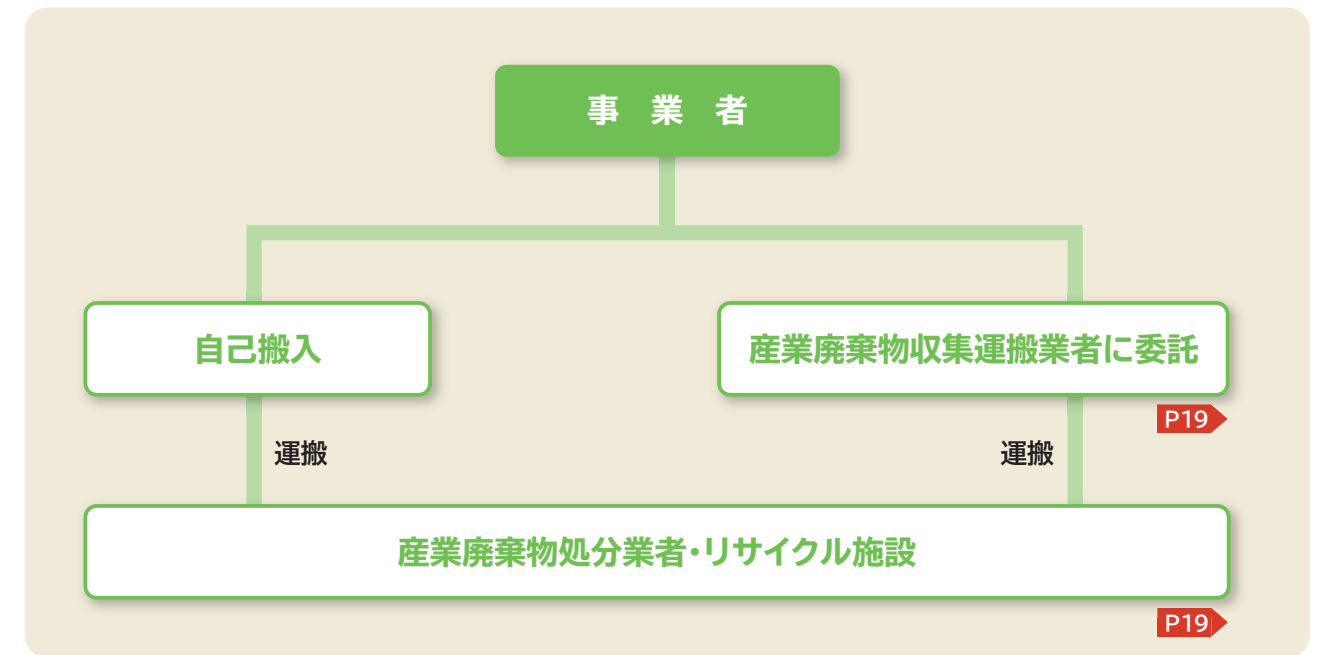 事 業 者
自己搬入
産業廃棄物収集運搬業者に委託
P19
運搬
運搬
産業廃棄物処分業者・リサイクル施設
P19